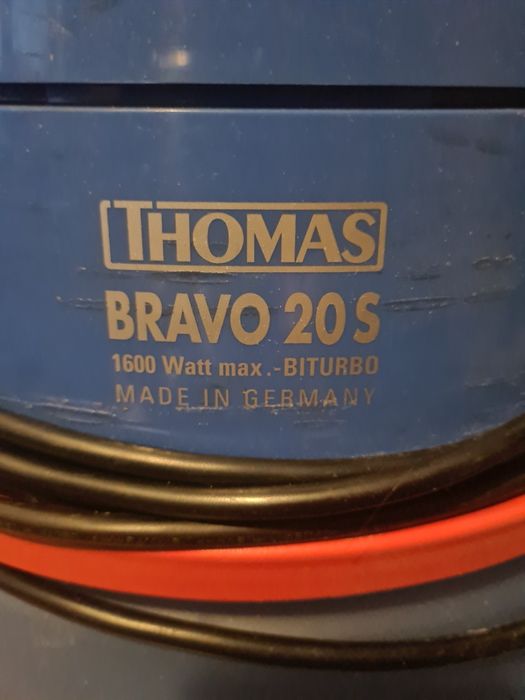 THOMAS
BRAVO 20 S
1600 Watt max.-BITURBO
MADE IN GERMANY